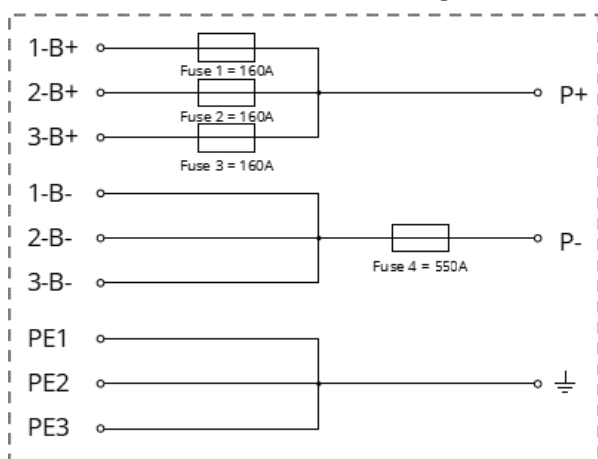 1-B+
Fuse 1 = 160A
2-B+
P+
Fuse 2 = 160A
3-B+
Fuse 3 = 160A
1-B-
2-B-
P-
Fuse 4 = 550A
3-B-
PE1
PE2
PE3